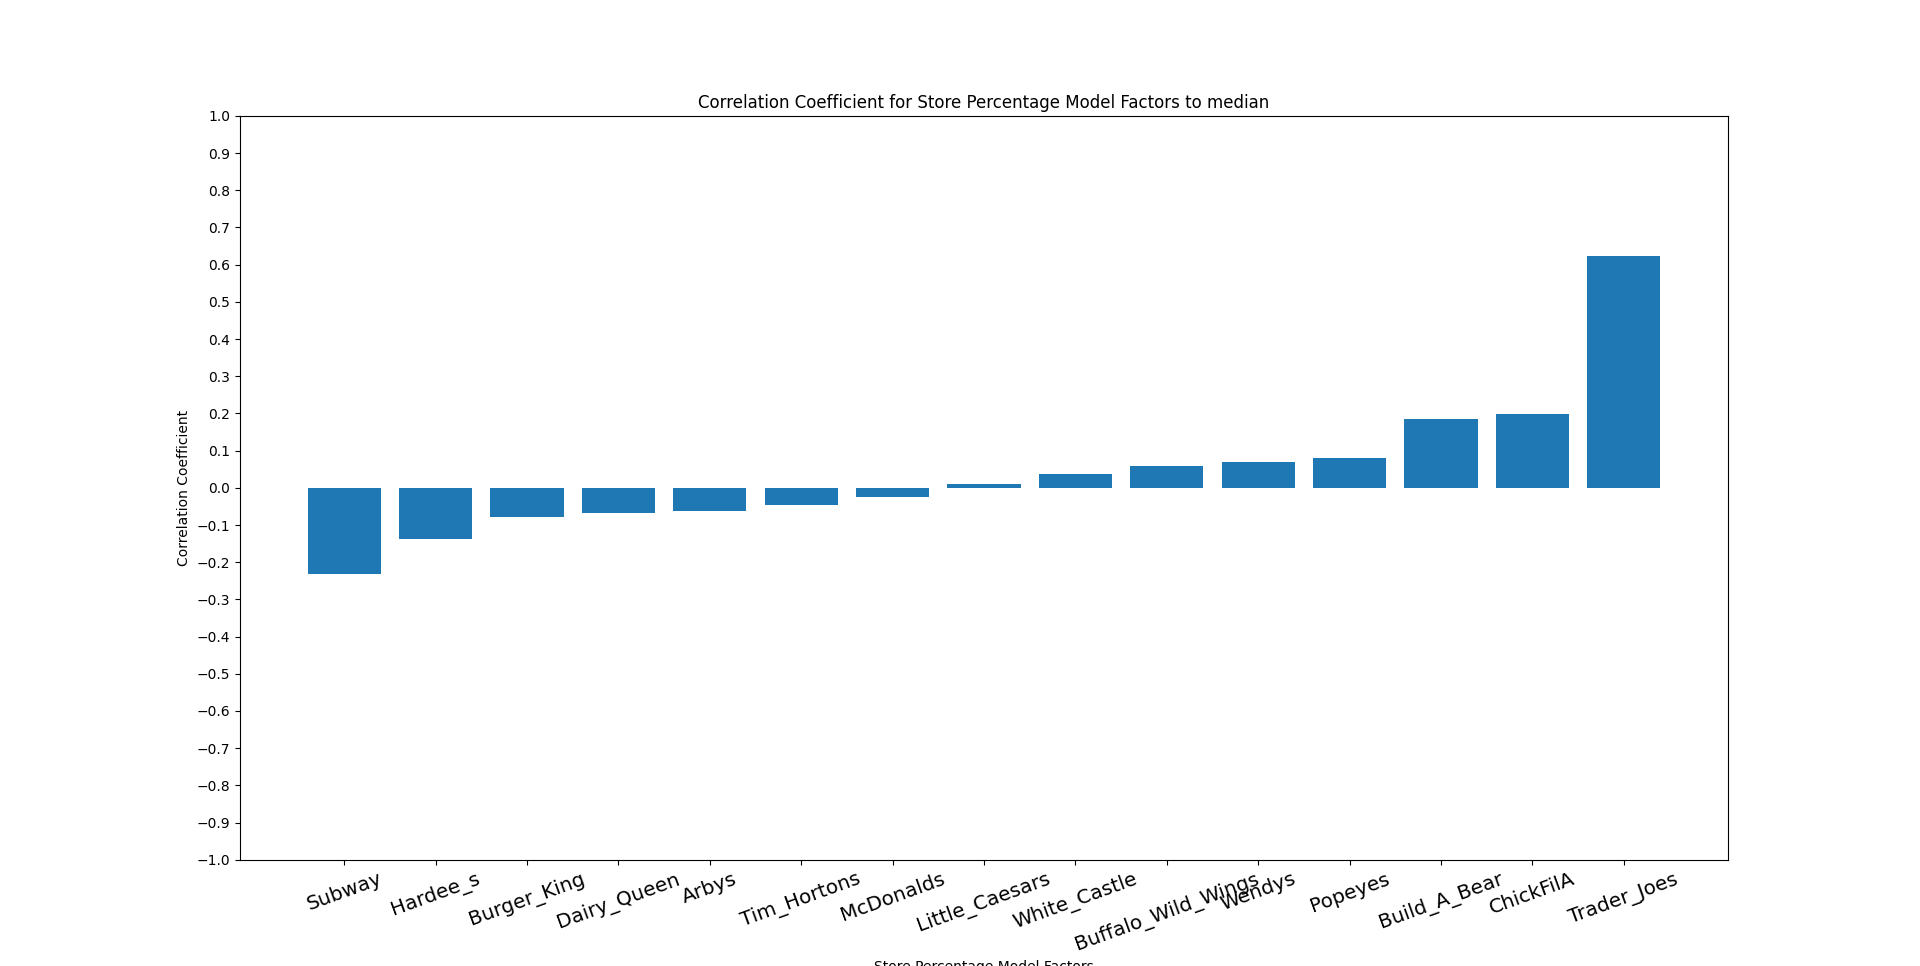 Correlation Coefficient for Store Percentage Model Factors to median
1.0
0.9
0.8
0.7
0.6
0.5
0.4
0.3
0.2
0.1
0.0
−0.1
−0.2
−0.3
−0.4
−0.5
−0.6
−0.7
−0.8
−0.9
−1.0
Correlation Coefficient
Subway
Hardee_s
Burger_King
Dairy_Queen
Arbys
Tim_Hortons
McDonalds
Little_Caesars
White_Castle
Buffalo_Wild_Wings
Wendys
Popeyes
Build_A_Bear
ChickFilA
Trader_Joes
Store Percentage Model Factors